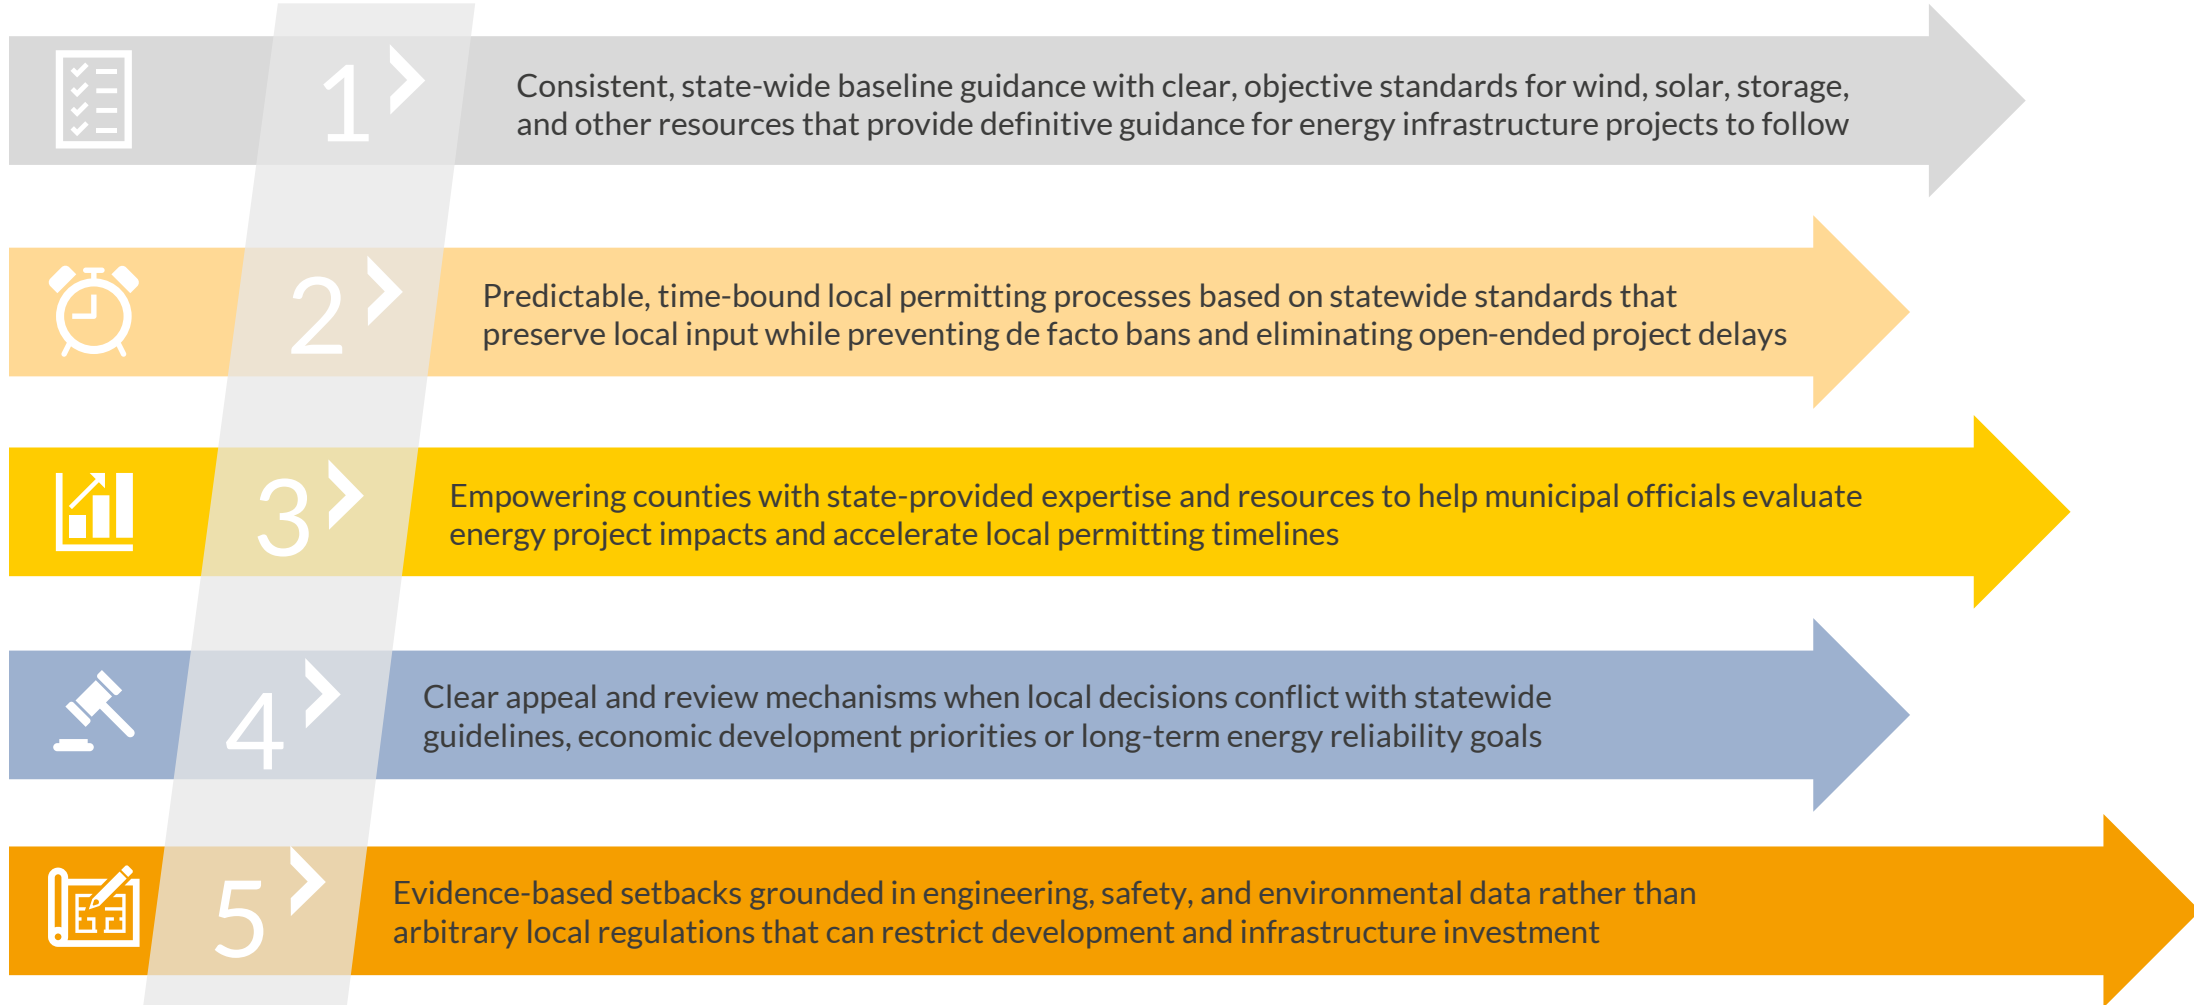 1
Consistent, state-wide baseline guidance with clear, objective standards for wind, solar, storage,
and other resources that provide definitive guidance for energy infrastructure projects to follow
2
Predictable, time-bound local permitting processes based on statewide standards that
preserve local input while preventing de facto bans and eliminating open-ended project delays
3
Empowering counties with state-provided expertise and resources to help municipal officials evaluate
energy project impacts and accelerate local permitting timelines
4
Clear appeal and review mechanisms when local decisions conflict with statewide
guidelines, economic development priorities or long-term energy reliability goals
5
Evidence-based setbacks grounded in engineering, safety, and environmental data rather than
arbitrary local regulations that can restrict development and infrastructure investment